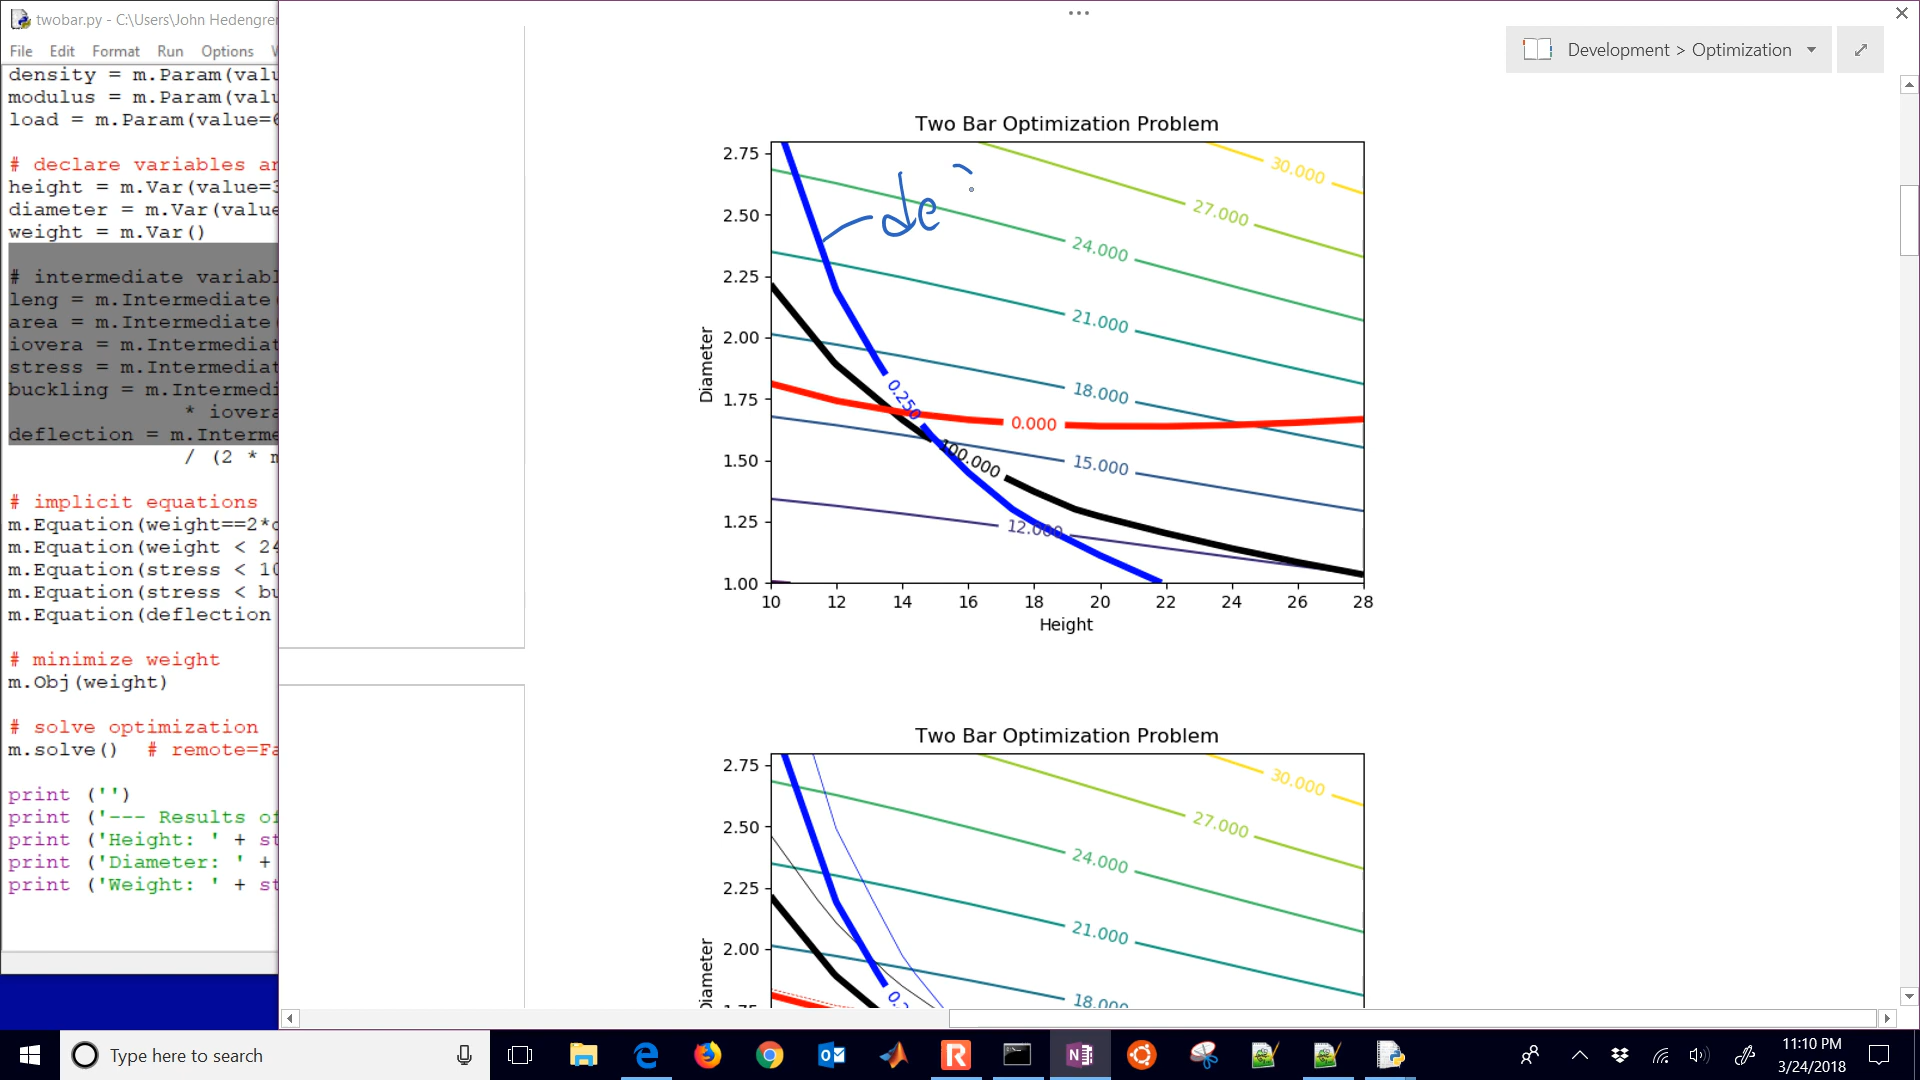 twobar.py - C:\Users\John Hedengre
File Edit Format Run Options
density = m.Param(valu
modulus = m.Param(valu
load = m.Param(value=6
# declare variables an
height = m.Var(value=3
diameter = m.Var(value
weight = m.Var()
# intermediate variabl
leng = m.Intermediate(
area = m.Intermediate(
iovera = m.Intermediat
stress = m.Intermediat
buckling = m.Intermedi
* iovera
deflection = m.Interme
/ (2 * m
# implicit equations
m.Equation(weight==2*
m.Equation(weight < 24
m.Equation(stress < 10
m.Equation(stress < bu
m.Equation(deflection
# minimize weight
m.Obj(weight)
# solve optimization
m.solve()  # remote=Fa
print ('')
print ('--- Results of
print ('Height: ' + st
print ('Diameter: ' +
print ('Weight: ' + st
Development > Optimization
Two Bar Optimization Problem
30.000
27.000
24.000
21.000
18.000
15.000
12.000
0.250
0.000
100.000
de
2.75
2.50
2.25
2.00
1.75
1.50
1.25
1.00
Diameter
10 12 14 16 18 20 22 24 26 28
Height
Two Bar Optimization Problem
30.000
27.000
24.000
21.000
2.75
2.50
2.25
2.00
Diameter
Type here to search
11:10 PM
3/24/2018